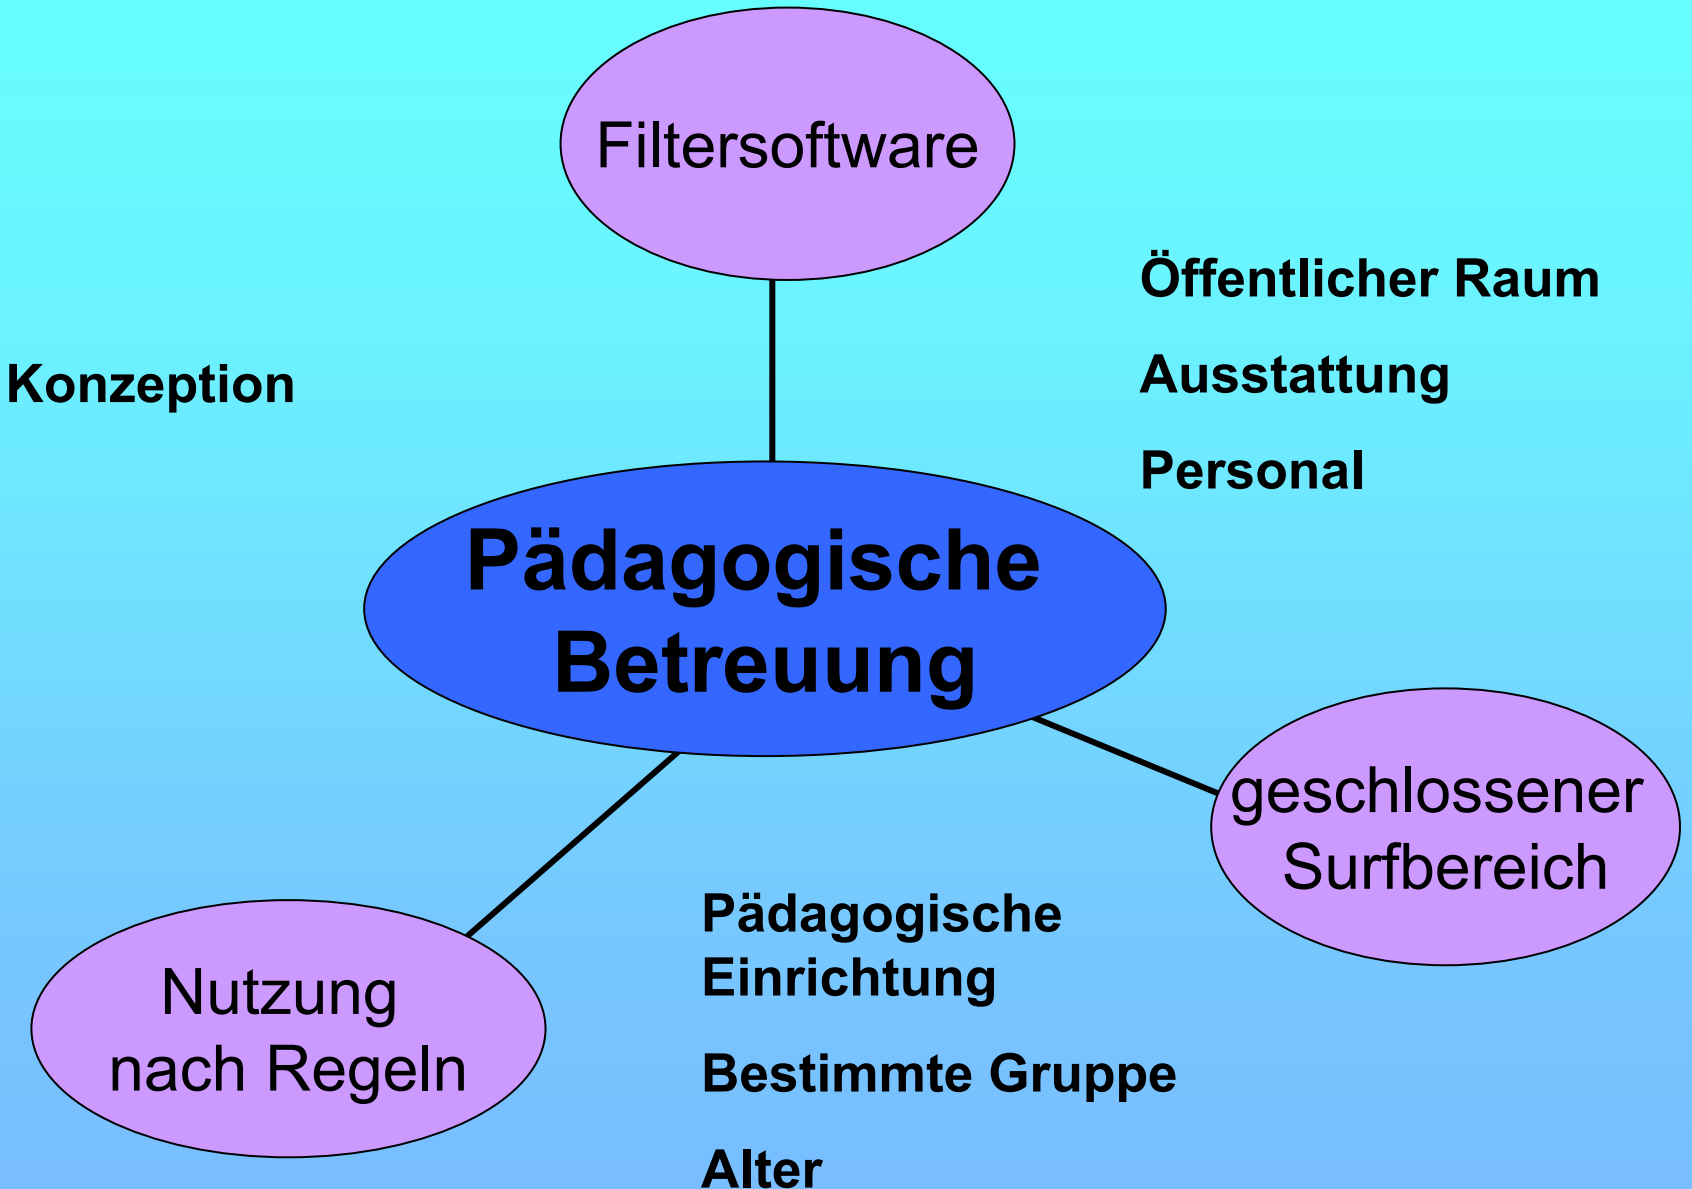 Filtersoftware
Öffentlicher Raum
Ausstattung
Personal
Konzeption
Pädagogische
Betreuung
geschlossener
Surfbereich
Nutzung
nach Regeln
Pädagogische
Einrichtung
Bestimmte Gruppe
Alter